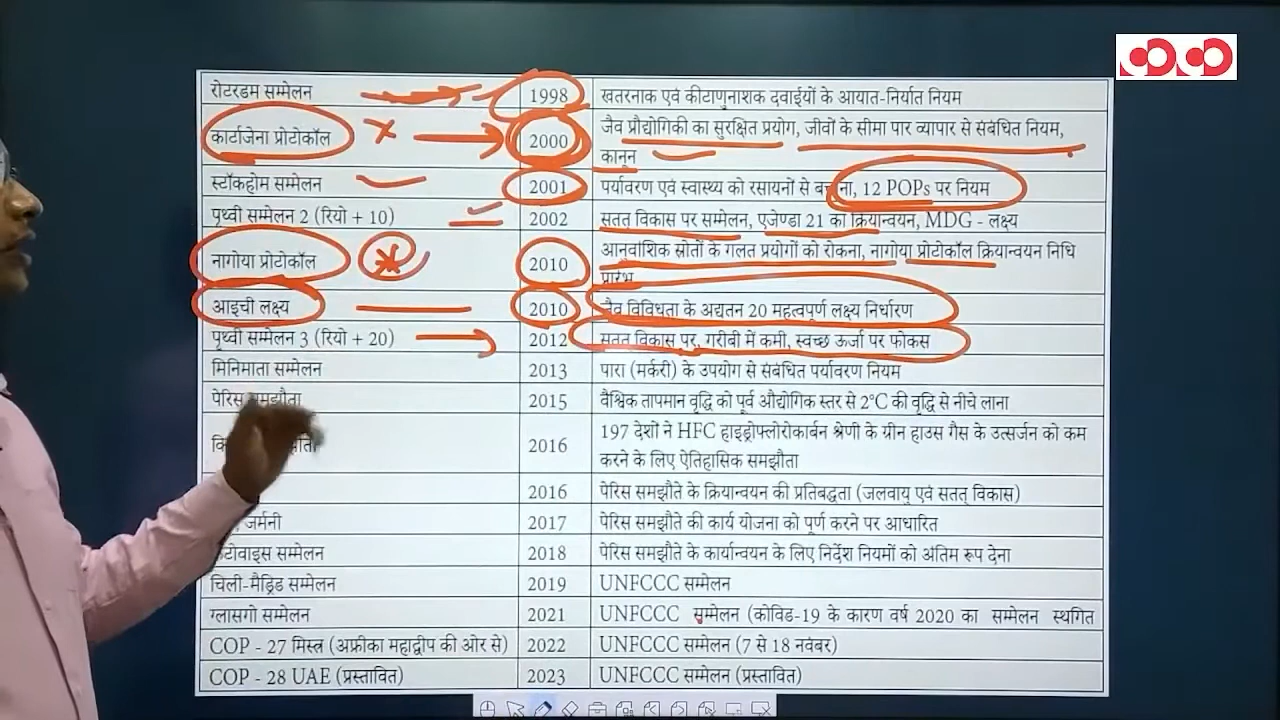 रोटरडम सम्मेलन 1998 खतरनाक एवं कीटाणुनाशक दवाईयों के आयात-निर्यात नियम
कार्टाजेना प्रोटोकॉल 2000 जैव प्रौद्योगिकी का सुरक्षित प्रयोग, जीवों के सीमा पार व्यापार से संबंधित नियम,
कानून
स्टॉकहोम सम्मेलन 2001 पर्यावरण एवं स्वास्थ्य को रसायनों से बचाना, 12 POPs पर नियम
पृथ्वी सम्मेलन 2 (रियो + 10) 2002 सतत् विकास पर सम्मेलन, एजेण्डा 21 का क्रियान्वयन, MDG - लक्ष्य
नागोया प्रोटोकॉल 2010 आनुवांशिक स्रोतों के गलत प्रयोगों को रोकना, नागोया प्रोटोकॉल क्रियान्वयन निधि
प्रारंभ
आइची लक्ष्य 2010 जैव विविधता के अद्यतन 20 महत्वपूर्ण लक्ष्य निर्धारण
पृथ्वी सम्मेलन 3 (रियो + 20) 2012 सतत् विकास पर, गरीबी में कमी, स्वच्छ ऊर्जा पर फोकस
मिनिमाता सम्मेलन 2013 पारा (मर्करी) के उपयोग से संबंधित पर्यावरण नियम
पेरिस समझौता 2015 वैश्विक तापमान वृद्धि को पूर्व औद्योगिक स्तर से 2°C की वृद्धि से नीचे लाना
2016 197 देशों ने HFC हाइड्रोफ्लोरोकार्बन श्रेणी के ग्रीन हाउस गैस के उत्सर्जन को कम
करने के लिए ऐतिहासिक समझौता
2016 पेरिस समझौते के क्रियान्वयन की प्रतिबद्धता (जलवायु एवं सतत् विकास)
जर्मनी 2017 पेरिस समझौते की कार्य योजना को पूर्ण करने पर आधारित
सम्मेलन 2018 पेरिस समझौते के कार्यान्वयन के लिए निर्देश नियमों को अंतिम रूप देना
चिली-मैड्रिड सम्मेलन 2019 UNFCCC सम्मेलन
ग्लासगो सम्मेलन 2021 UNFCCC सम्मेलन (कोविड-19 के कारण वर्ष 2020 का सम्मेलन स्थगित
COP - 27 मिस्त्र (अफ्रीका महाद्वीप की ओर से) 2022 UNFCCC सम्मेलन (7 से 18 नवंबर)
COP - 28 UAE (प्रस्तावित) 2023 UNFCCC सम्मेलन (प्रस्तावित)